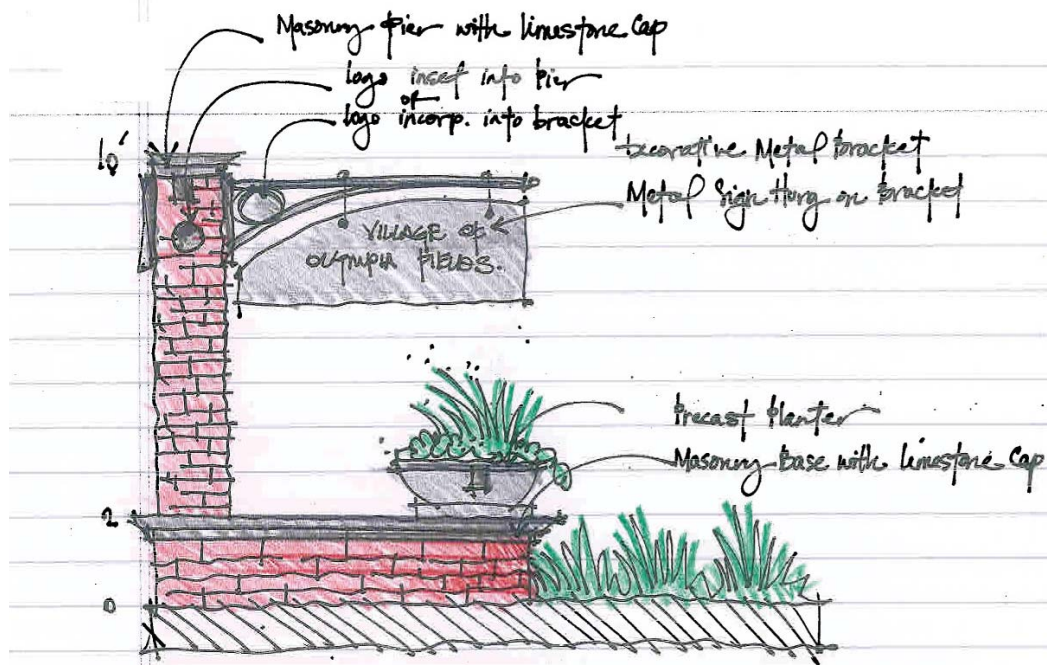 Masonry Pier with limestone Cap
logo inset into Pier
or
logo incorp. into bracket
Decorative Metal Bracket
Metal Sign Hung on Bracket
10'
VILLAGE OF
OLYMPIA FIELDS.
Precast Planter
Masonry Base with limestone Cap
2
0